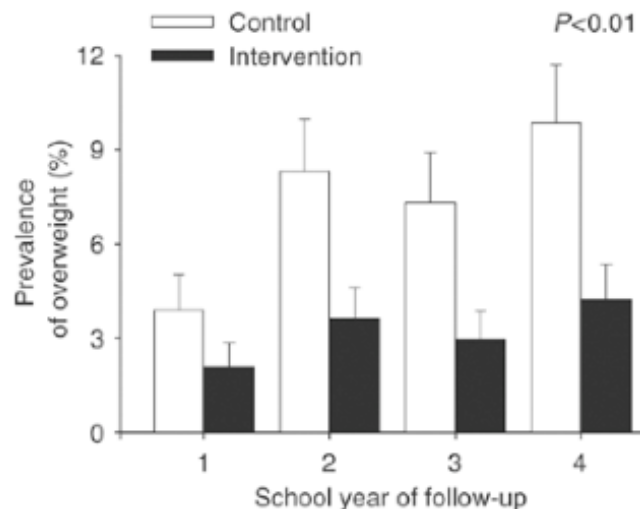 Control
P<0.01
Intervention
12
9
6
3
0
Prevalence
of overweight (%)
1 2 3 4
School year of follow-up